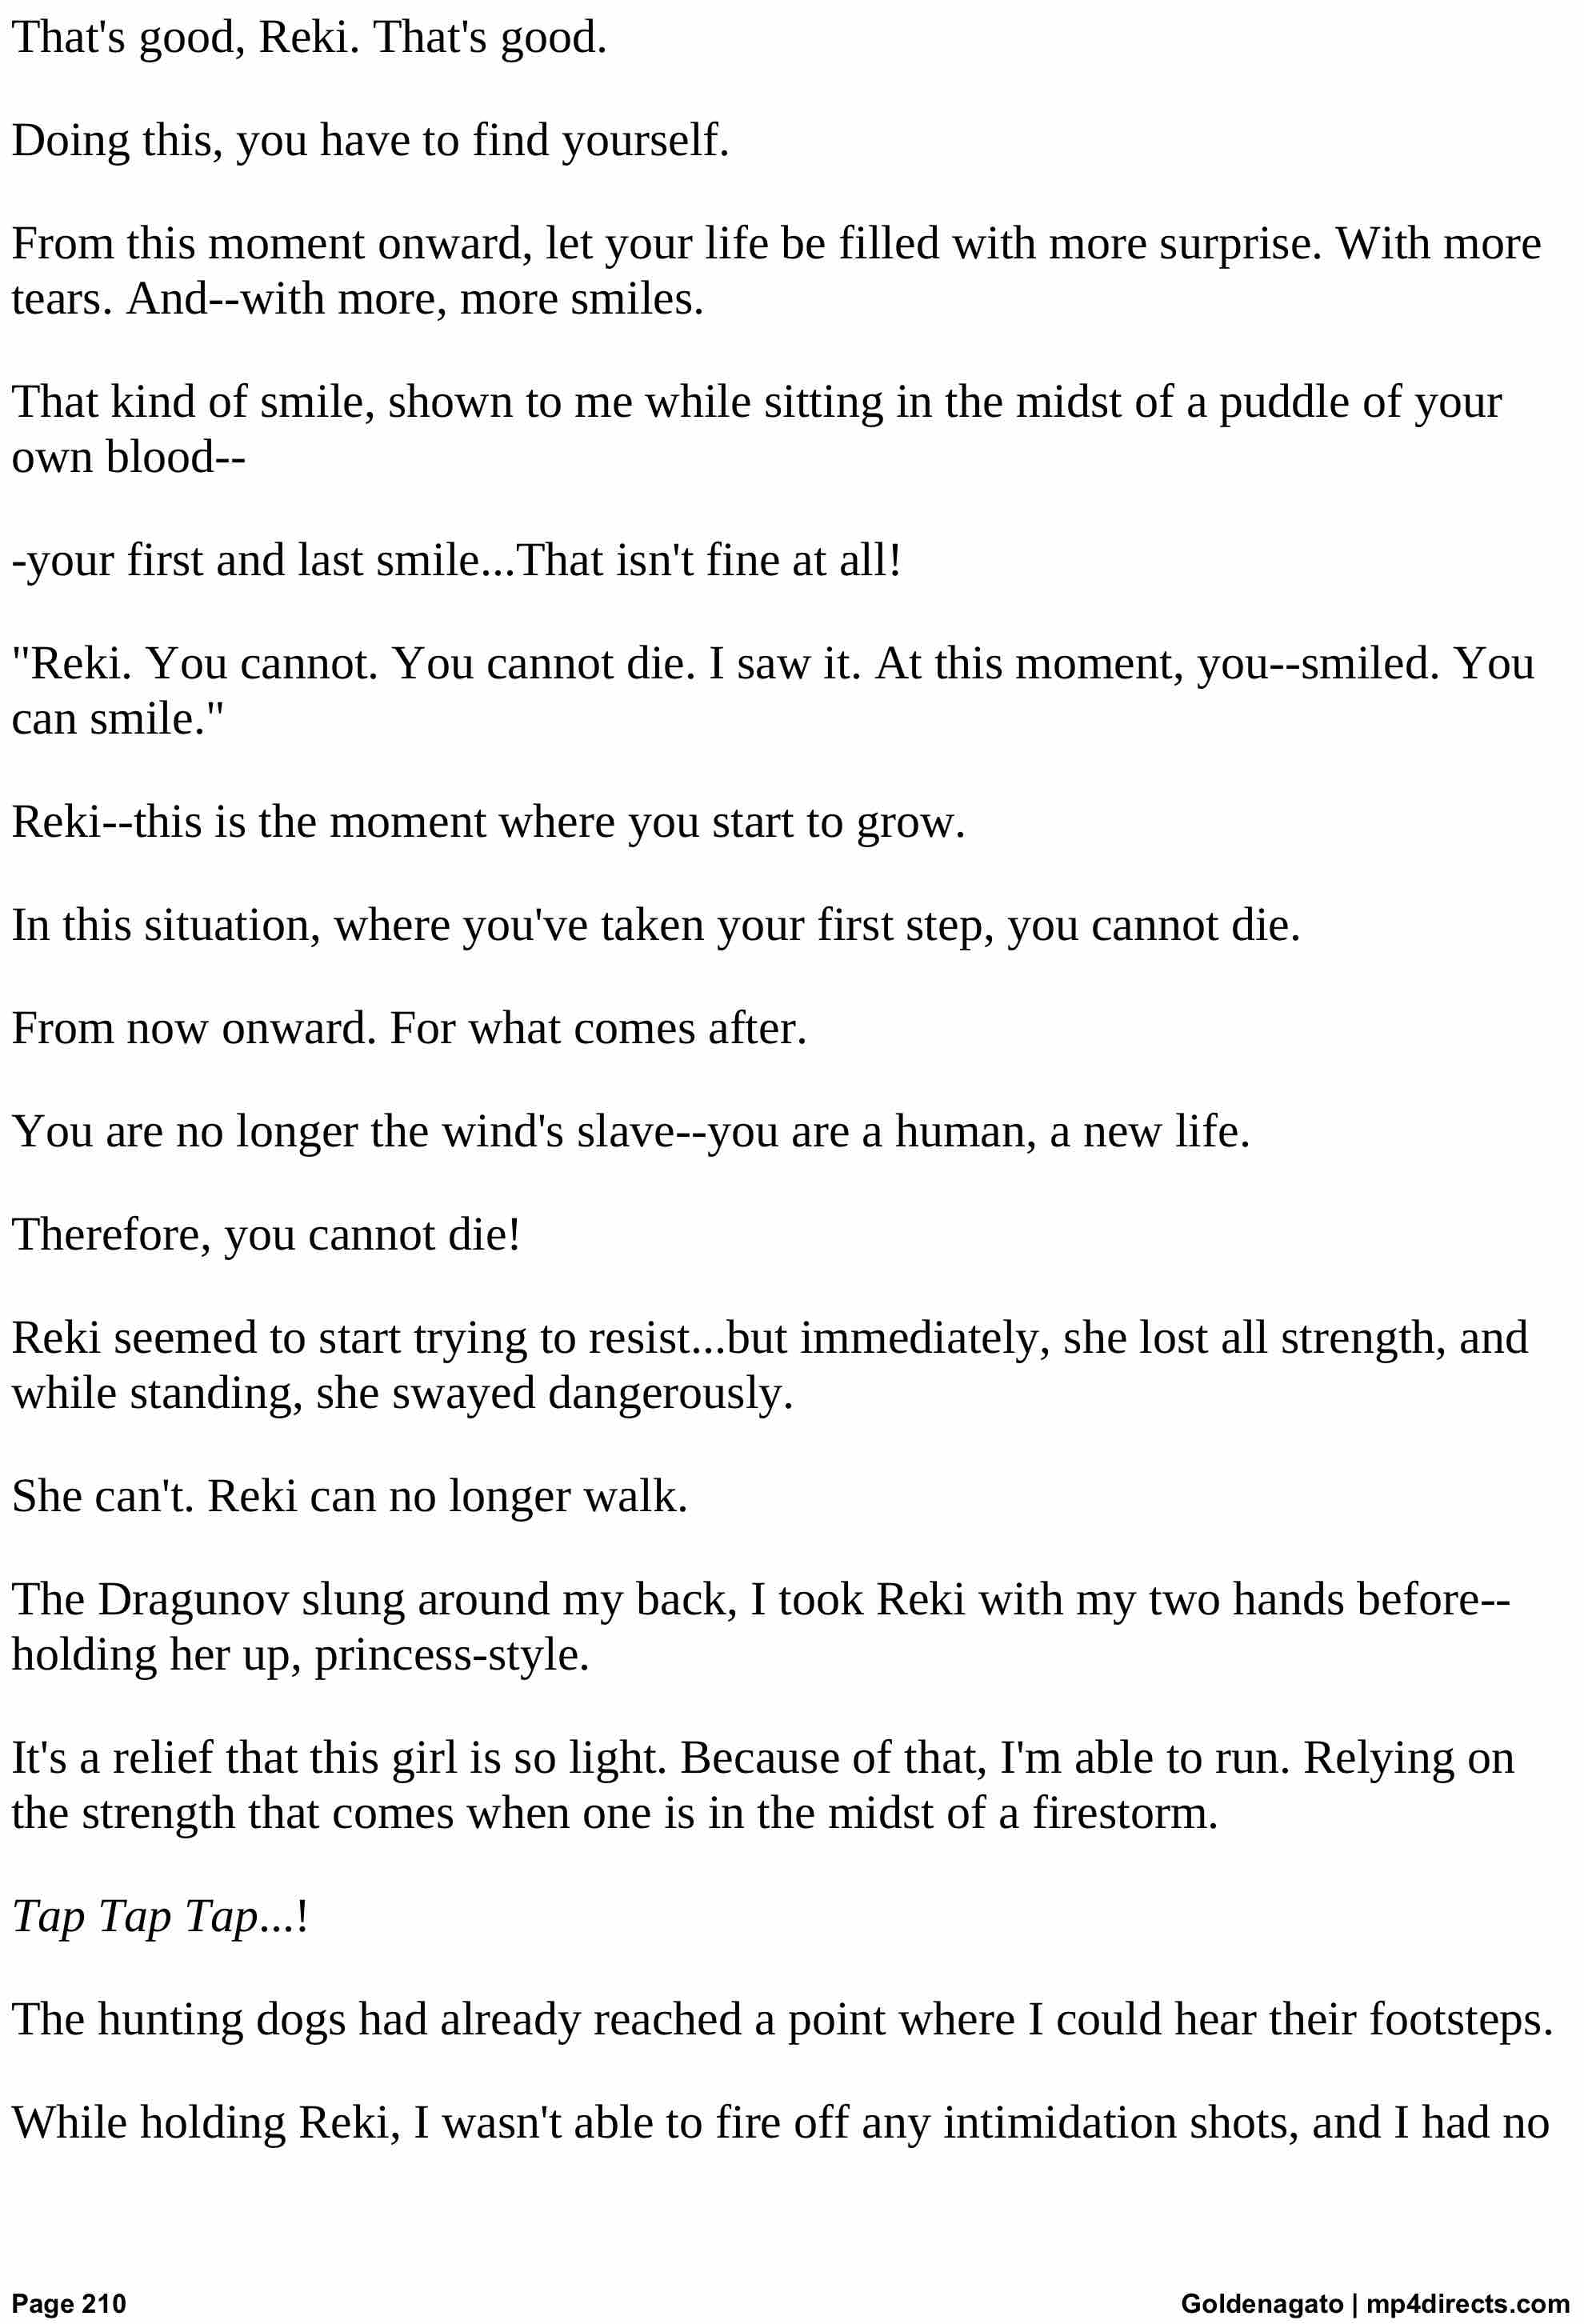 That's good, Reki. That's good.
Doing this, you have to find yourself.
From this moment onward, let your life be filled with more surprise. With more
tears. And--with more, more smiles.
That kind of smile, shown to me while sitting in the midst of a puddle of your
own blood--
-your first and last smile...That isn't fine at all!
"Reki. You cannot. You cannot die. I saw it. At this moment, you--smiled. You
can smile."
Reki--this is the moment where you start to grow.
In this situation, where you've taken your first step, you cannot die.
From now onward. For what comes after.
You are no longer the wind's slave--you are a human, a new life.
Therefore, you cannot die!
Reki seemed to start trying to resist...but immediately, she lost all strength, and
while standing, she swayed dangerously.
She can't. Reki can no longer walk.
The Dragunov slung around my back, I took Reki with my two hands before--
holding her up, princess-style.
It's a relief that this girl is so light. Because of that, I'm able to run. Relying on
the strength that comes when one is in the midst of a firestorm.
Tap Tap Tap...!
The hunting dogs had already reached a point where I could hear their footsteps.
While holding Reki, I wasn't able to fire off any intimidation shots, and I had no
Page 210
Goldenagato | mp4directs.com